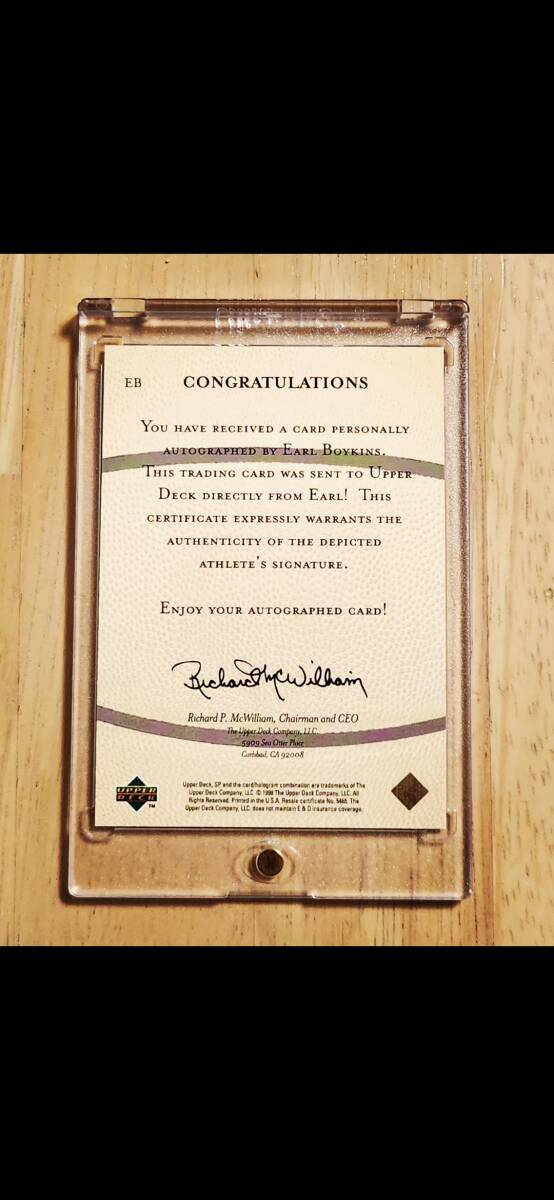 EB CONGRATULATIONS
YOU HAVE RECEIVED A CARD PERSONALLY
AUTOGRAPHED BY EARL BOYKINS.
THIS TRADING CARD WAS SENT TO UPPER
DECK DIRECTLY FROM EARL! THIS
CERTIFICATE EXPRESSLY WARRANTS THE
AUTHENTICITY OF THE DEPICTED
ATHLETE'S SIGNATURE.
ENJOY YOUR AUTOGRAPHED CARD!
Richard McWilliam
Richard P. McWilliam, Chairman and CEO
The Upper Deck Company, LLC.
5909 Sea Otter Place
Carlsbad, CA 92008
Upper Deck, SP and the card/hologram combination are trademarks of The
Upper Deck Company, LLC. © 1998 The Upper Deck Company, LLC. All
Rights Reserved. Printed in the U.S.A. Resale certificate No. 5465. The
Upper Deck Company, LLC. does not maintain E & O insurance coverage.
UPPER
DECK
TM